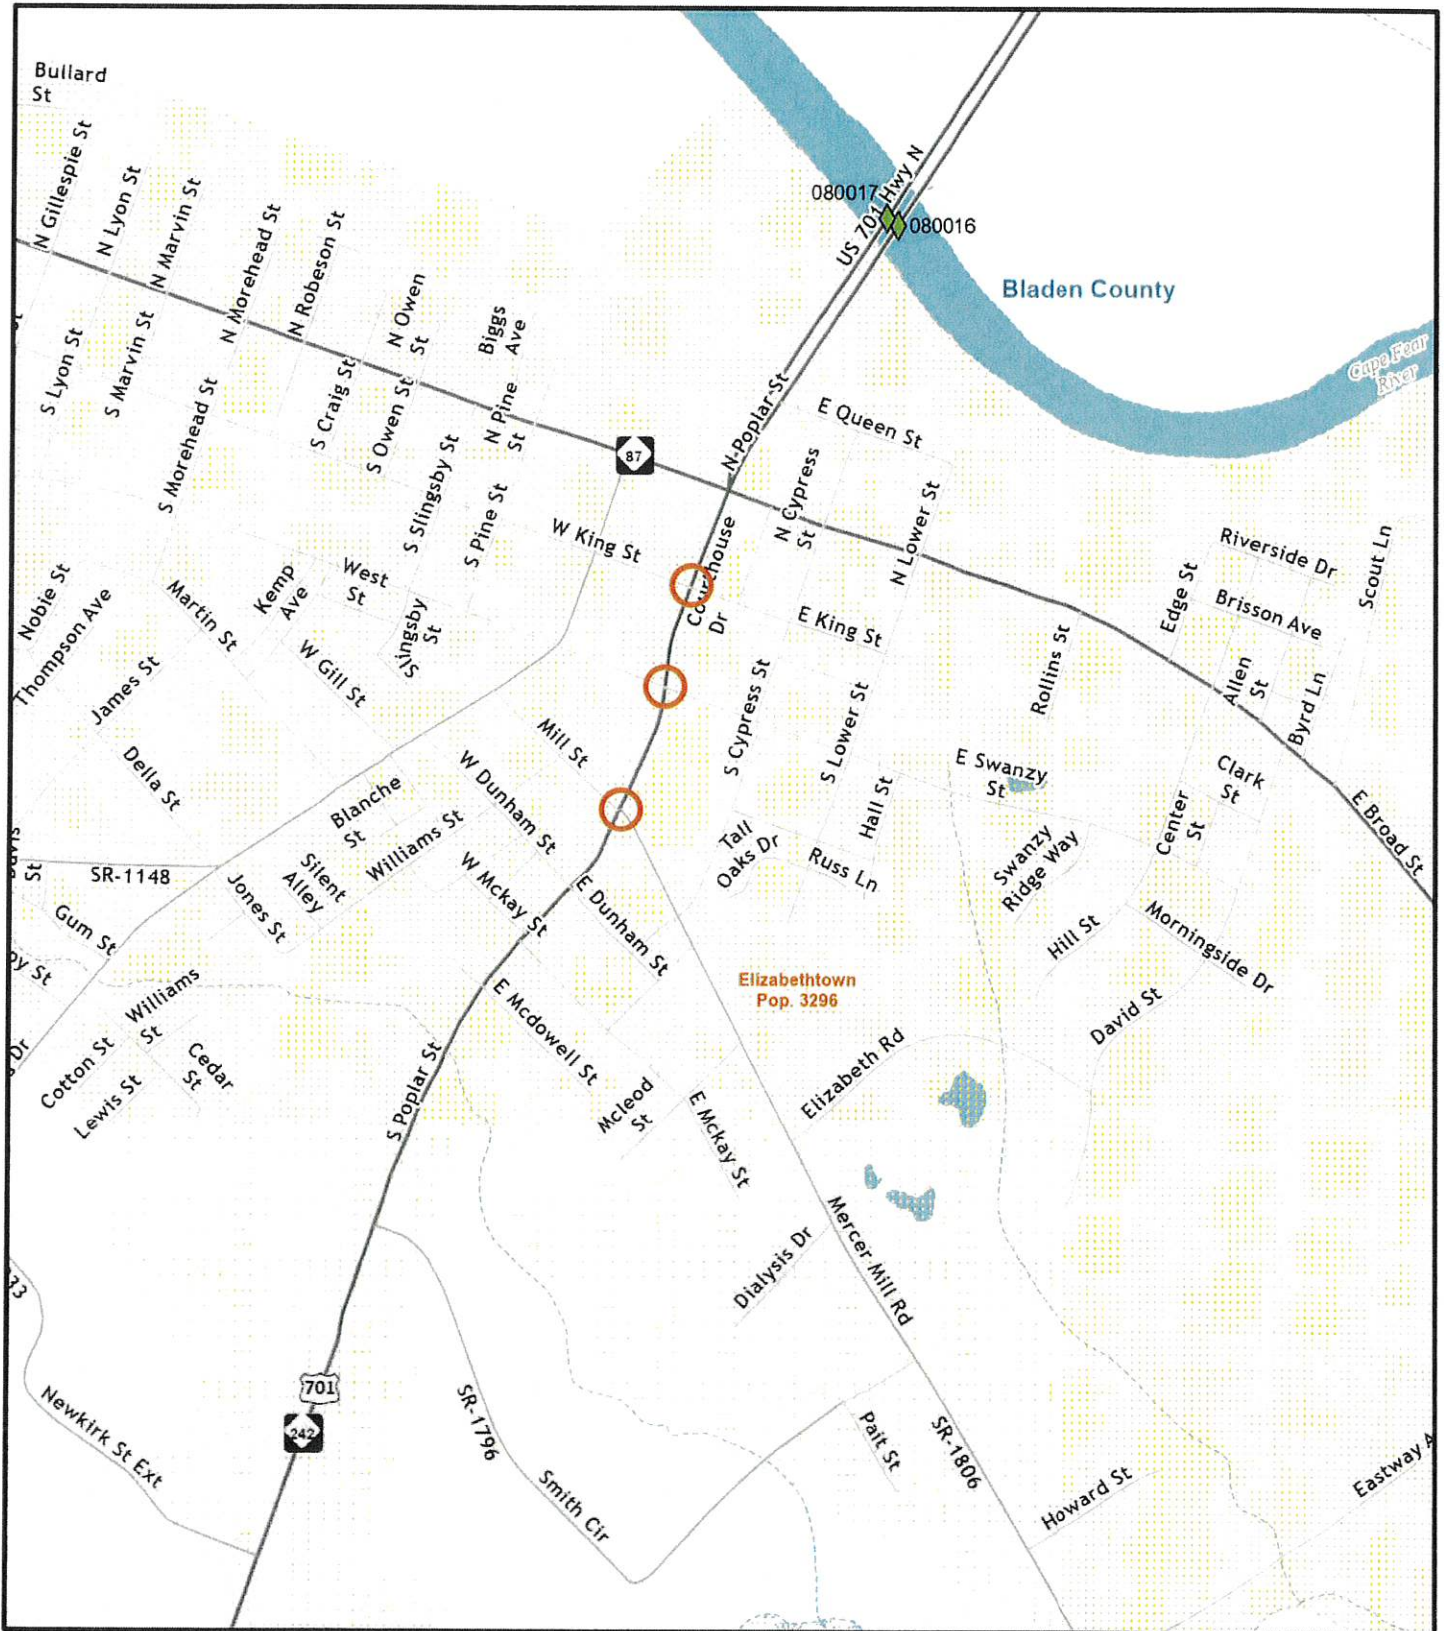 Bullard
St
N Gillespie St
N Lyon St
N Marvin St
N Morehead St
N Robeson St
N Owen
St
Biggs
Ave
N Pine
St
S Lyon St
S Marvin St
S Morehead St
S Craig St
S Owen St
S Slingsby St
S Pine St
87
080017
080016
US 701 Hwy N
Bladen County
Cape Fear
River
N Poplar St
E Queen St
N Cypress
St
N Lower St
W King St
Courthouse
Dr
E King St
Riverside Dr
Brisson Ave
Edge St
Scout Ln
Allen
St
Byrd Ln
Rollins St
Nobie St
Thompson Ave
Martin St
Kemp
Ave
West
St
Slingsby
St
W Gill St
James St
Della St
Mill St
S Cypress St
S Lower St
Hall St
E Swanzy
St
Clark
St
Center
St
E Broad St
Blanche
St
W Dunham St
Williams St
Silent
Alley
Jones St
W Mckay St
E Dunham St
Tall
Oaks Dr
Russ Ln
Swanzy
Ridge Way
Hill St
Morningside Dr
David St
St
SR-1148
Gum St
St
Dr
Williams
St
Cotton St
Lewis St
Cedar
St
S Poplar St
E Mcdowell St
Mcleod
St
E Mckay St
Elizabethtown
Pop. 3296
Elizabeth Rd
Dialysis Dr
Mercer Mill Rd
33
701
242
Newkirk St Ext
SR-1796
Smith Cir
Pait St
SR-1806
Howard St
Eastway A